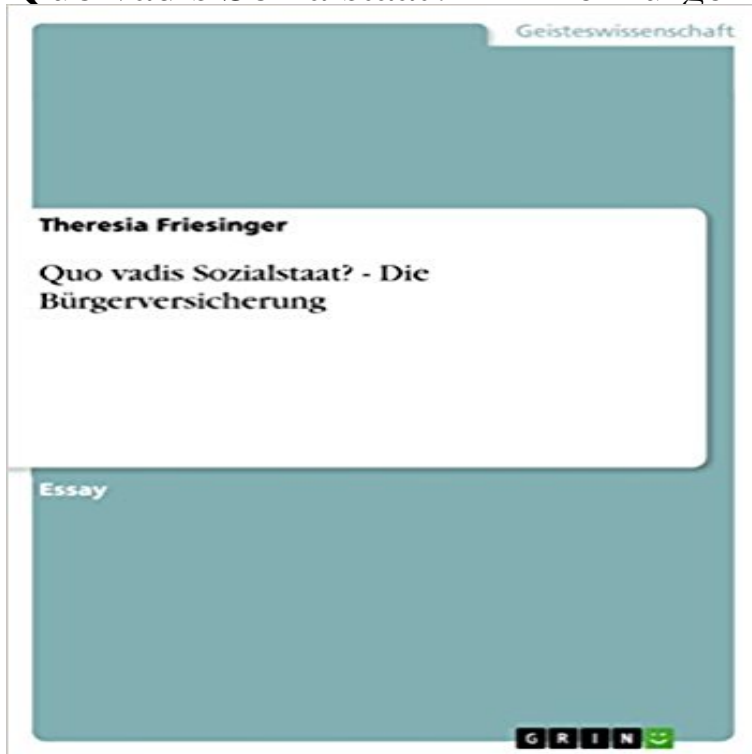 Geisteswissenschaft
Theresia Friesinger
Quo vadis Sozialstaat? - Die
Bürgerversicherung
Essay
GRIN